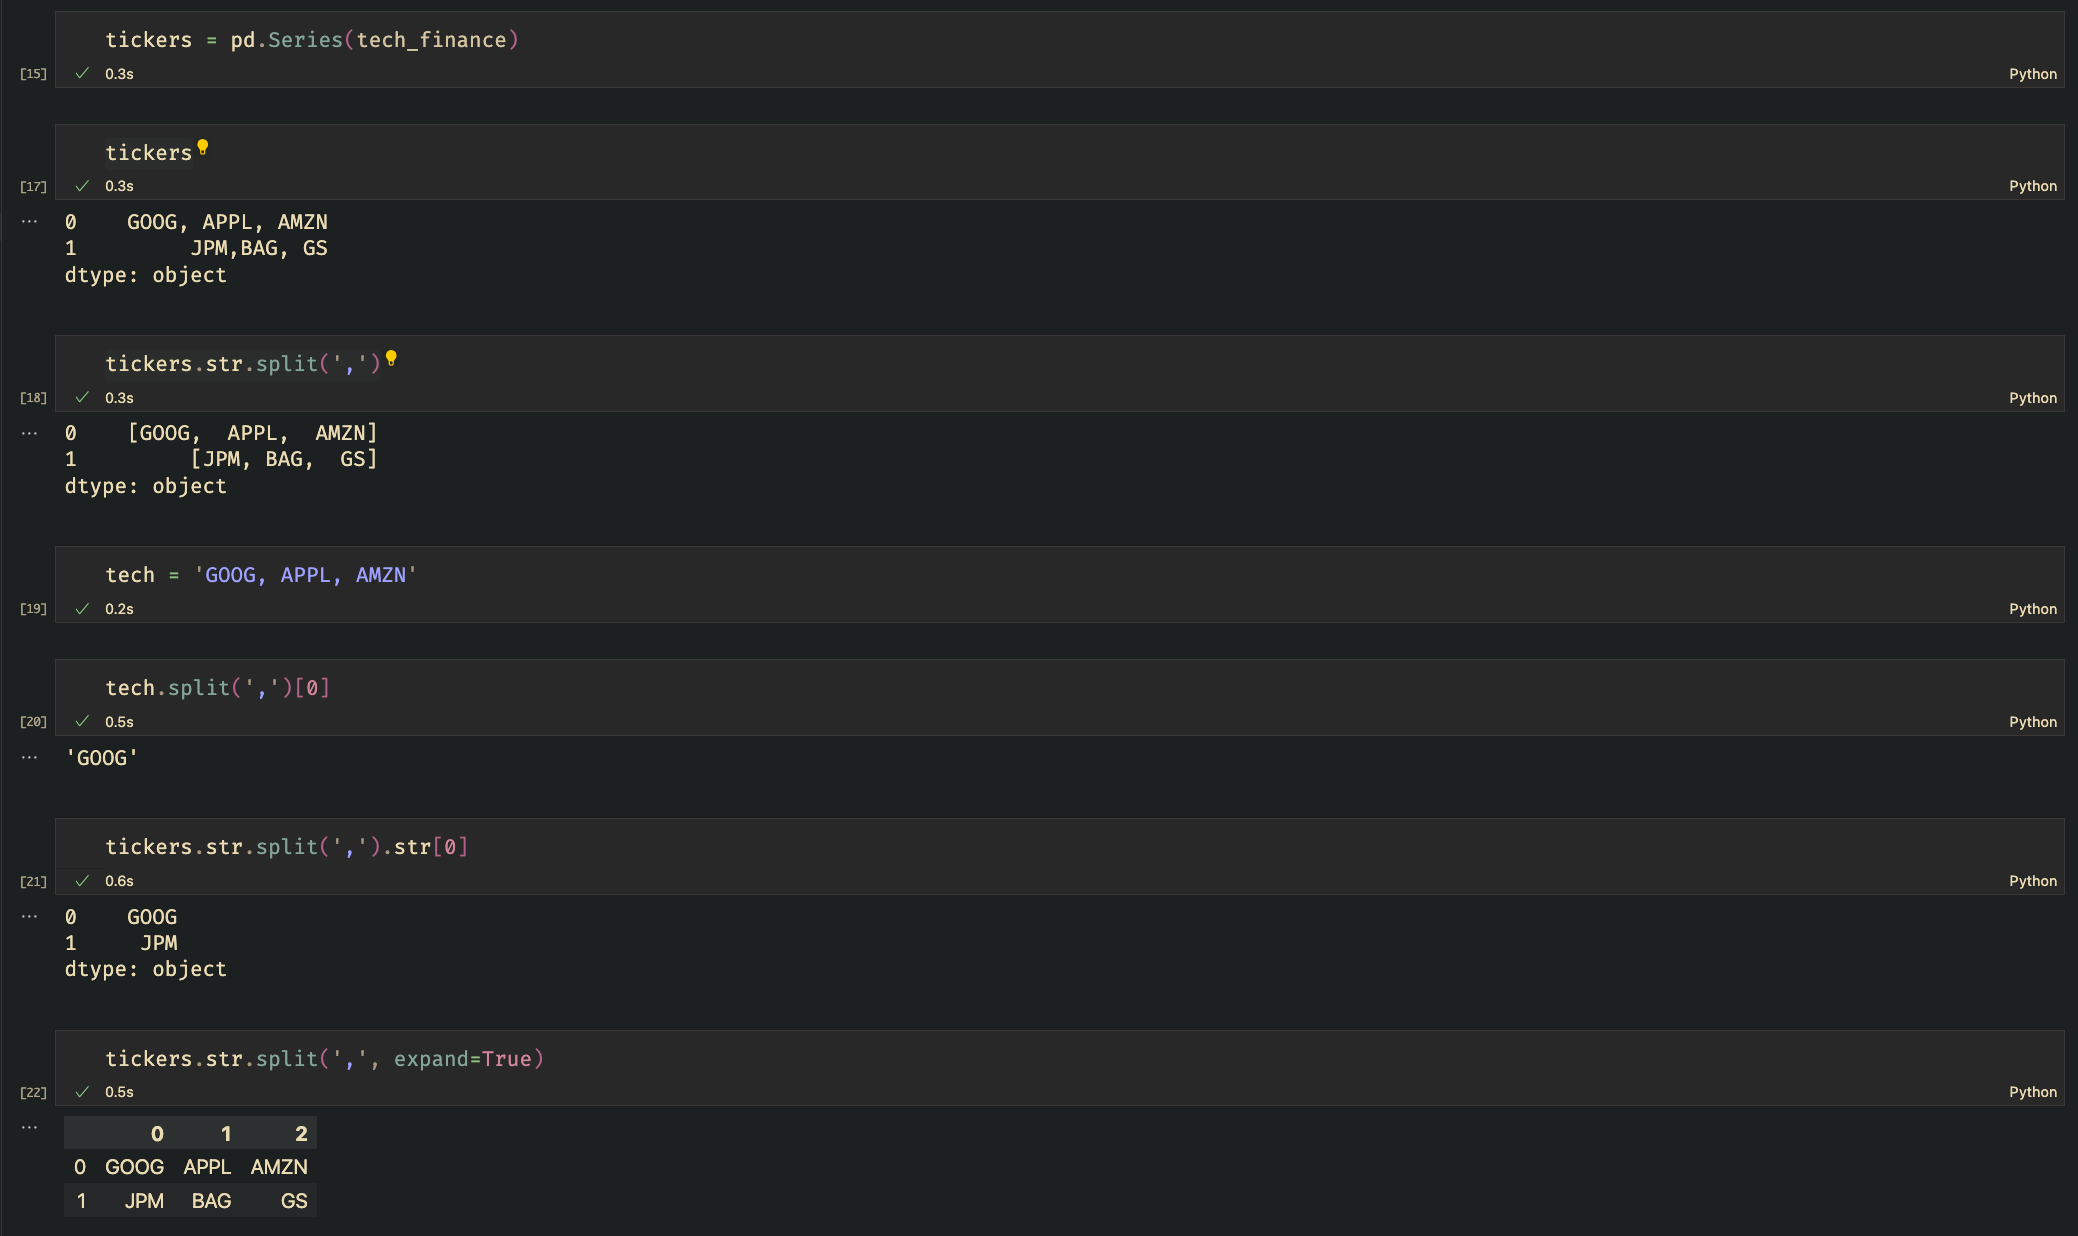 tickers = pd.Series(tech_finance)
[15] ✓ 0.3s Python
tickers
[17] ✓ 0.3s Python
... 0    GOOG, APPL, AMZN
1         JPM,BAG, GS
dtype: object
tickers.str.split(',')
[18] ✓ 0.3s Python
... 0    [GOOG,  APPL,  AMZN]
1         [JPM, BAG,  GS]
dtype: object
tech = 'GOOG, APPL, AMZN'
[19] ✓ 0.2s Python
tech.split(',')[0]
[20] ✓ 0.5s Python
... 'GOOG'
tickers.str.split(',').str[0]
[21] ✓ 0.6s Python
... 0    GOOG
1     JPM
dtype: object
tickers.str.split(',', expand=True)
[22] ✓ 0.5s Python
... 0 1 2
0 GOOG APPL AMZN
1 JPM BAG GS